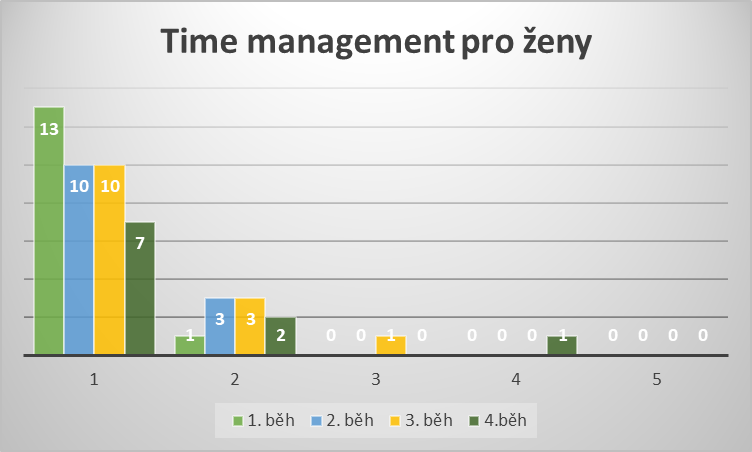 Time management pro ženy
13 10 10 7
1 3 3 2
0 0 1 0
0 0 0 1
0 0 0 0
1 2 3 4 5
1. běh 2. běh 3. běh 4.běh